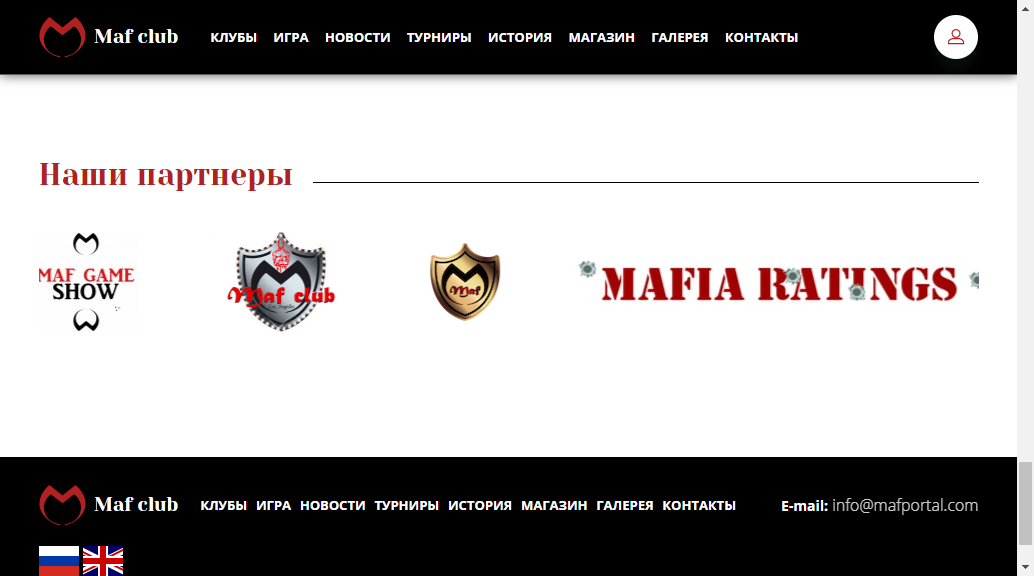 Maf club КЛУБЫ ИГРА НОВОСТИ ТУРНИРЫ ИСТОРИЯ МАГАЗИН ГАЛЕРЕЯ КОНТАКТЫ
Наши партнеры
MAF GAME
SHOW
Maf club
Maf
MAFIA RATINGS
Maf club КЛУБЫ ИГРА НОВОСТИ ТУРНИРЫ ИСТОРИЯ МАГАЗИН ГАЛЕРЕЯ КОНТАКТЫ E-mail: info@mafportal.com